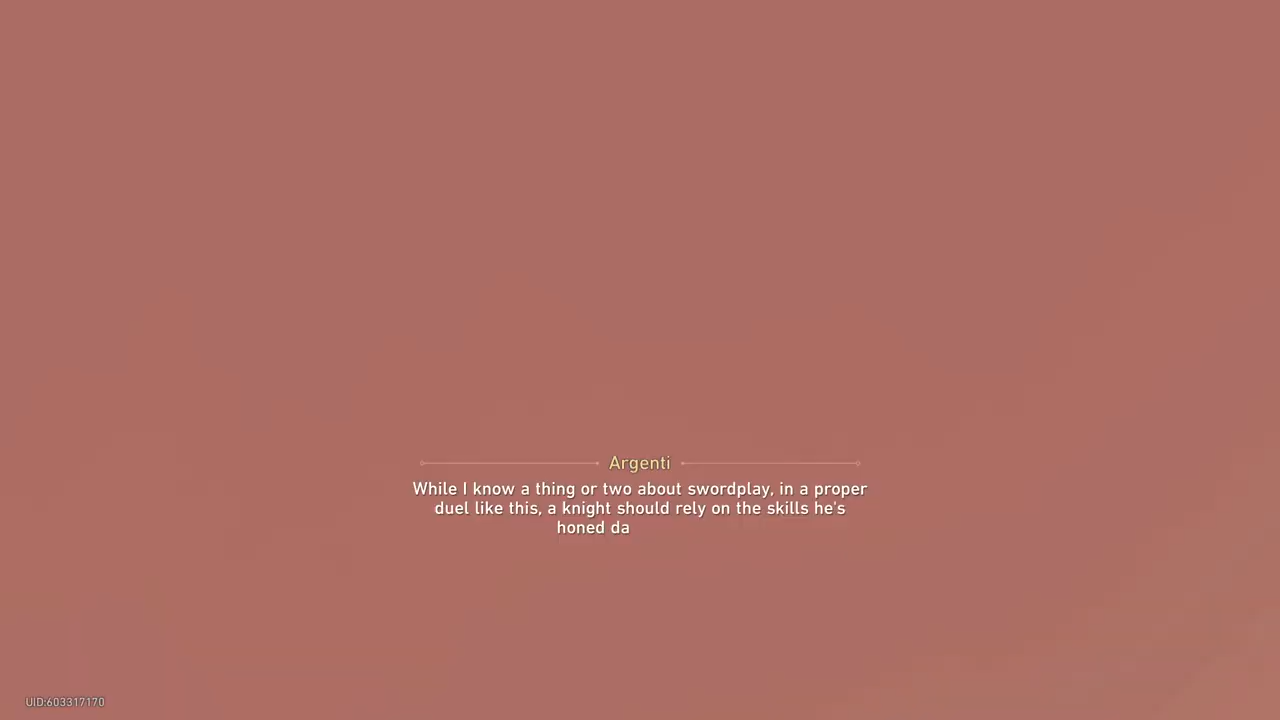 Argenti
While I know a thing or two about swordplay, in a proper
duel like this, a knight should rely on the skills he's
honed da
UID:603317170